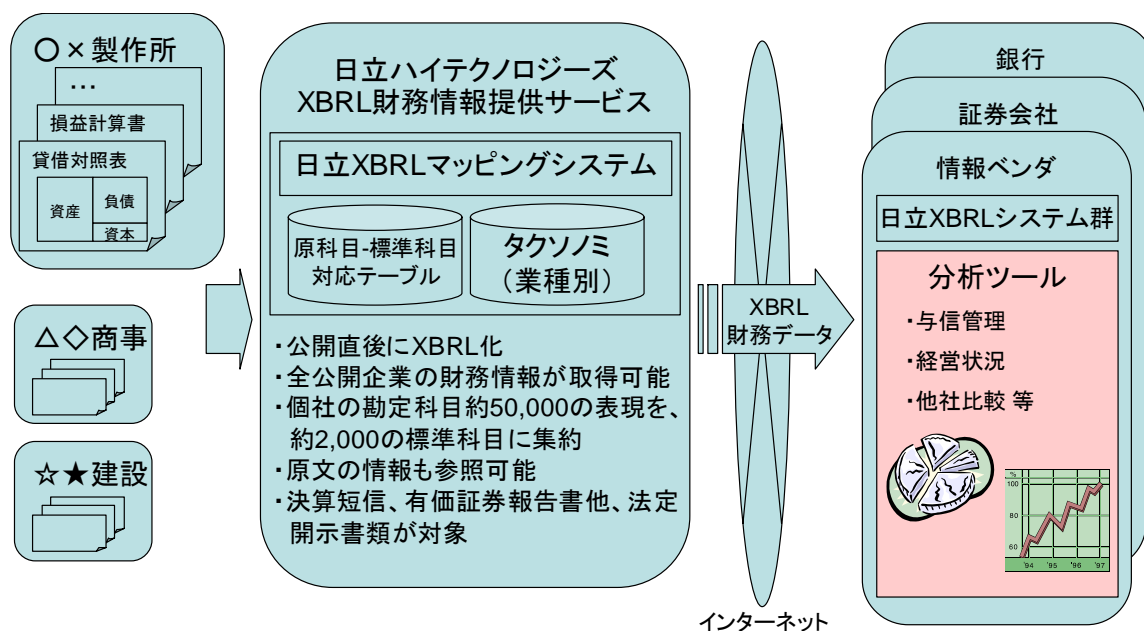 ○×製作所
…
損益計算書
貸借対照表
資産
負債
資本
△◇商事
☆★建設
日立ハイテクノロジーズ
XBRL財務情報提供サービス
日立XBRLマッピングシステム
原科目-標準科目
対応テーブル
タクソノミ
（業種別）
・公開直後にXBRL化
・全公開企業の財務情報が取得可能
・個社の勘定科目約50,000の表現を、
約2,000の標準科目に集約
・原文の情報も参照可能
・決算短信、有価証券報告書他、法定
開示書類が対象
XBRL
財務データ
インターネット
銀行
証券会社
情報ベンダ
日立XBRLシステム群
分析ツール
・与信管理
・経営状況
・他社比較 等
%
100
80
60
'94 '95 '96 '97